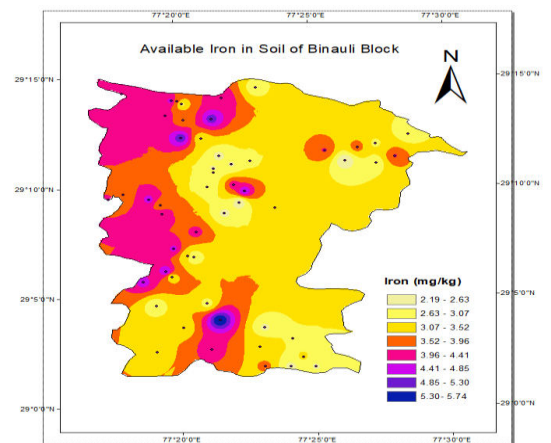 77°20'0"E 77°25'0"E 77°30'0"E
Available Iron in Soil of Binauli Block
N
29°15'0"N 29°15'0"N
29°10'0"N 29°10'0"N
29°5'0"N 29°5'0"N
29°0'0"N 29°0'0"N
Iron (mg/kg)
2.19 - 2.63
2.63 - 3.07
3.07 - 3.52
3.52 - 3.96
3.96 - 4.41
4.41 - 4.85
4.85 - 5.30
5.30- 5.74
77°20'0"E 77°25'0"E 77°30'0"E